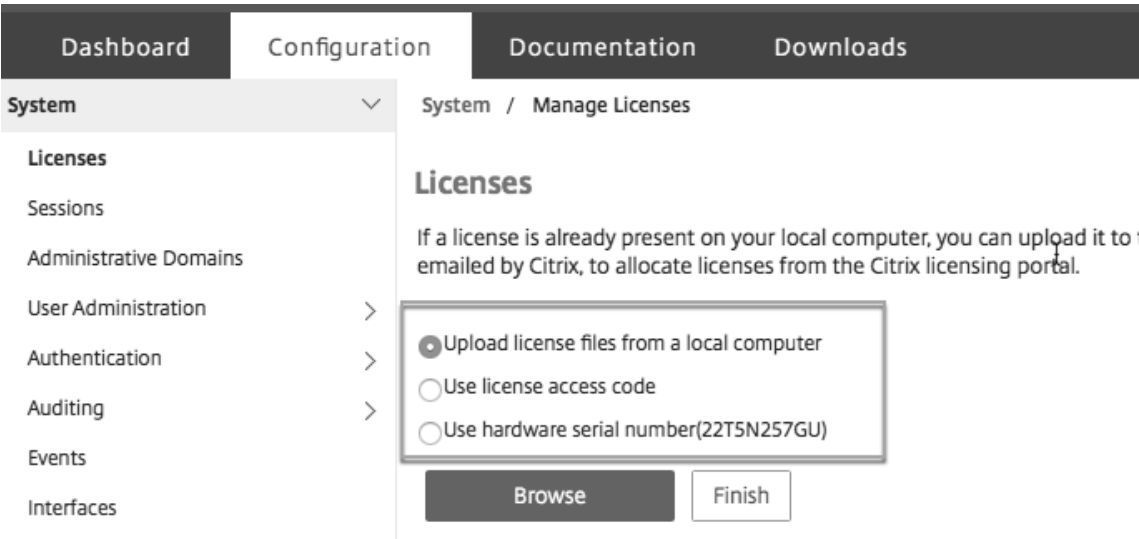 Dashboard Configuration Documentation Downloads
System
System / Manage Licenses
Licenses
Sessions
Administrative Domains
User Administration
Authentication
Auditing
Events
Interfaces
Licenses
If a license is already present on your local computer, you can upload it to
emailed by Citrix, to allocate licenses from the Citrix licensing portal.
Upload license files from a local computer
Use license access code
Use hardware serial number(22T5N257GU)
Browse Finish